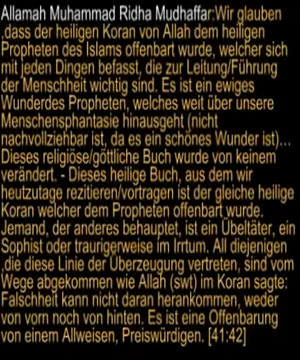 Allamah Muhammad Ridha Mudhaffar:Wir glauben
,dass der heiligen Koran von Allah dem heiligen
Propheten des Islams offenbart wurde, welcher sich
mit jeden Dingen befasst, die zur Leitung/Führung
der Menschheit wichtig sind. Es ist ein ewiges
Wunderdes Propheten, welches weit über unsere
Menschensphantasie hinausgeht (nicht
nachvollziehbar ist, da es ein schönes Wunder ist)...
Dieses religiöse/göttliche Buch wurde von keinem
verändert. - Dieses heilige Buch, aus dem wir
heutzutage rezitieren/vortragen ist der gleiche heilige
Koran welcher dem Propheten offenbart wurde.
Jemand, der anderes behauptet, ist ein Übeltäter, ein
Sophist oder traurigerweise im Irrtum. All diejenigen
,die diese Linie der Überzeugung vertreten, sind vom
Wege abgekommen wie Allah (swt) im Koran sagte:
Falschheit kann nicht daran herankommen, weder
von vorn noch von hinten. Es ist eine Offenbarung
von einem Allweisen, Preiswürdigen. [41:42]